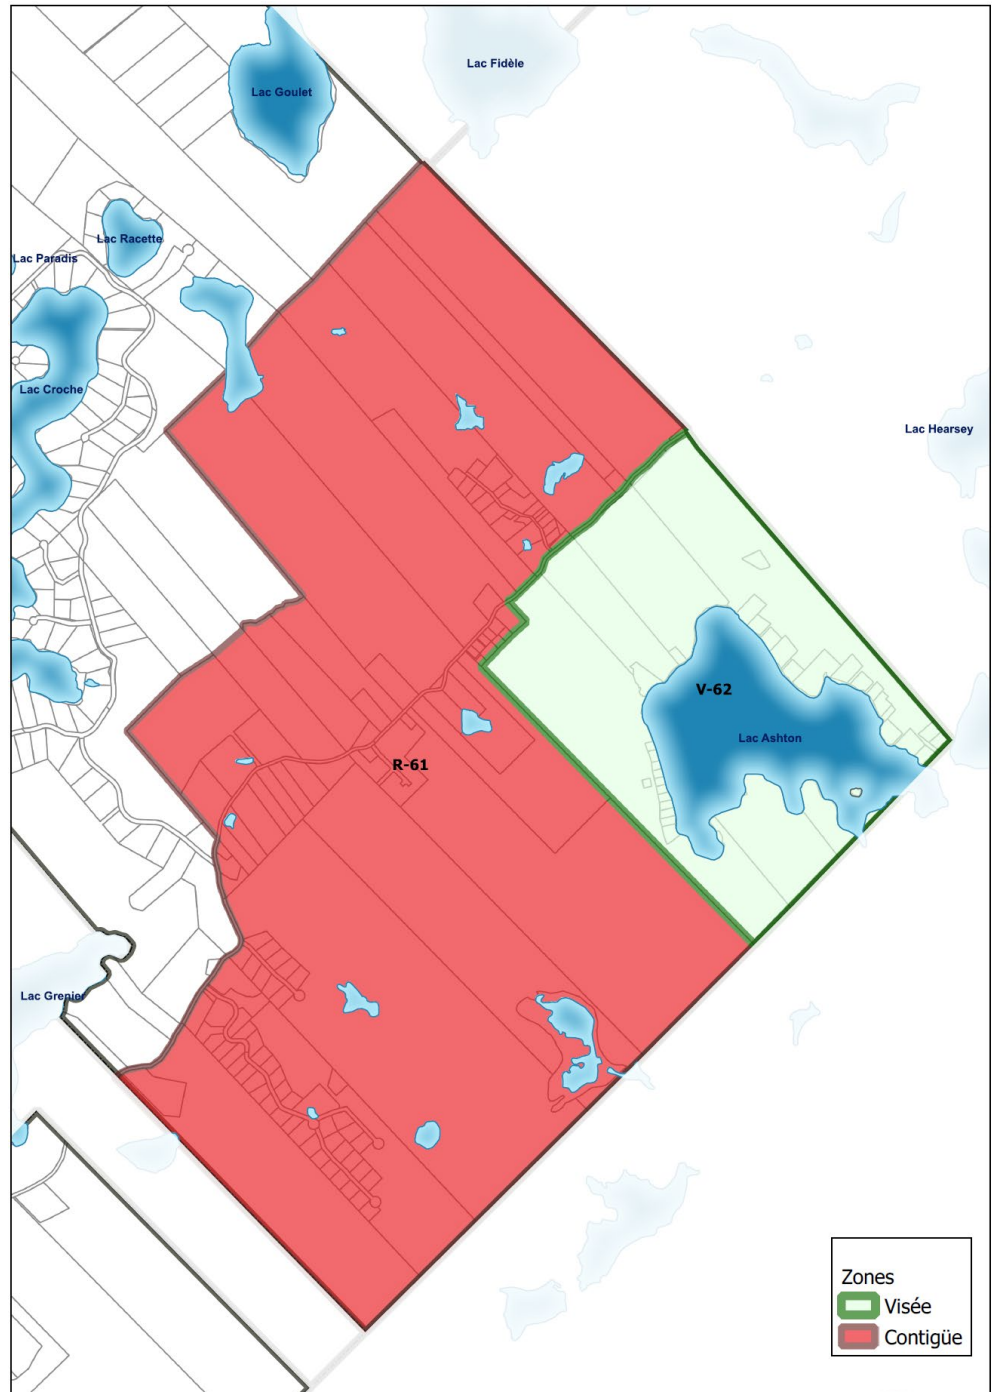 Lac Fidèle
Lac Goulet
Lac Racette
Lac Paradis
Lac Croche
Lac Hearsey
V-62
Lac Ashton
R-61
Lac Grenier
Zones
Visée
Contigüe